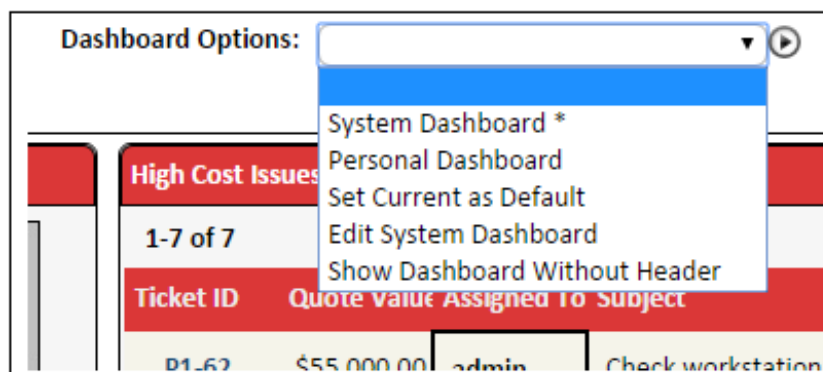 Dashboard Options:
System Dashboard *
Personal Dashboard
Set Current as Default
Edit System Dashboard
Show Dashboard Without Header
High Cost Issues
1-7 of 7
Ticket ID Quote Value Assigned To Subject
P1-62 $55,000.00 admin Check workstation